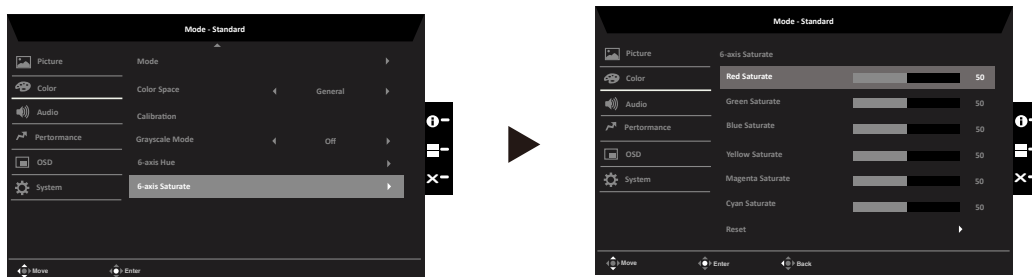 Mode - Standard
Picture
Mode
Color
Color Space
General
Audio
Calibration
Pertormance
Grayscale Mode
Off
OSD
6-axis Hue
System
6-axis Saturate
Move
Enter
Mode - Standard
Picture
6-axis Saturate
Color
Red Saturate
50
Audio
Green Saturate
50
Pertormance
Blue Saturate
50
OSD
Yellow Saturate
50
System
Magenta Saturate
50
Cyan Saturate
50
Reset
Move
Enter
Back